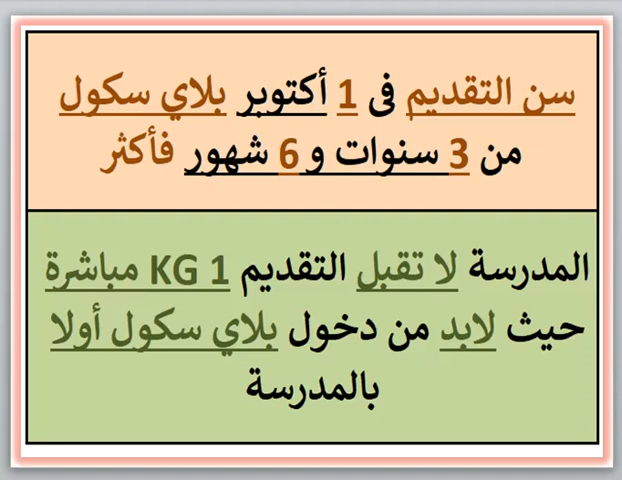 سن التقديم فى 1 أكتوبر بلاي سكول
من 3 سنوات و 6 شهور فأكثر
المدرسة لا تقبل التقديم KG 1 مباشرة
حيث لابد من دخول بلاي سكول أولا
بالمدرسة